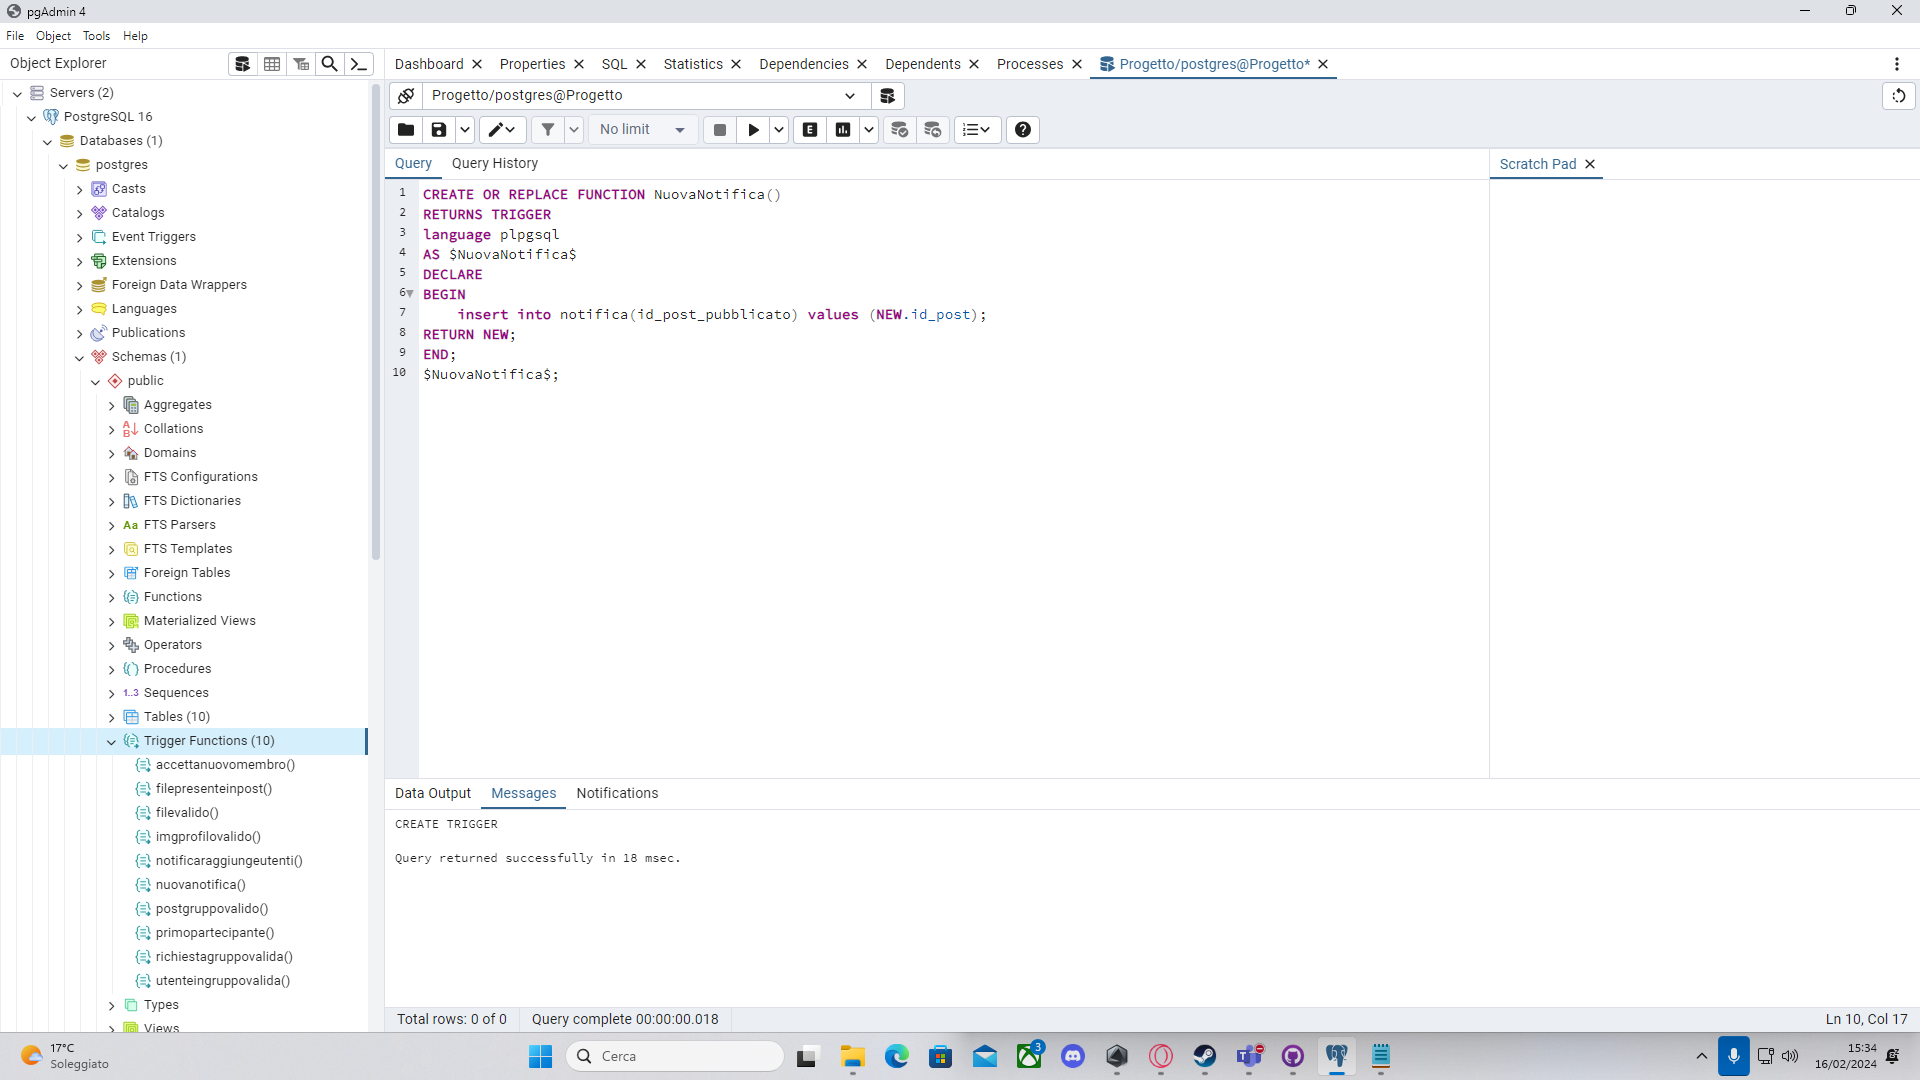 pgAdmin 4
File Object Tools Help
Object Explorer
Dashboard Properties SQL Statistics Dependencies Dependents Processes Progetto/postgres@Progetto*
Servers (2)
PostgreSQL 16
Databases (1)
postgres
Casts
Catalogs
Event Triggers
Extensions
Foreign Data Wrappers
Languages
Publications
Schemas (1)
public
Aggregates
Collations
Domains
FTS Configurations
FTS Dictionaries
Aa FTS Parsers
FTS Templates
Foreign Tables
Functions
Materialized Views
Operators
Procedures
1..3 Sequences
Tables (10)
Trigger Functions (10)
accettanuovomembro()
filepresenteinpost()
filevalido()
imgprofilovalido()
notificaraggiungeutenti()
nuovanotifica()
postgruppovalido()
primopartecipante()
richiestagruppovalida()
utenteingruppovalida()
Types
Views
Progetto/postgres@Progetto
No limit
E
Query Query History
Scratch Pad
1 CREATE OR REPLACE FUNCTION NuovaNotifica()
2 RETURNS TRIGGER
3 language plpgsql
4 AS $NuovaNotifica$
5 DECLARE
6 BEGIN
7 insert into notifica(id_post_pubblicato) values (NEW.id_post);
8 RETURN NEW;
9 END;
10 $NuovaNotifica$;
Data Output Messages Notifications
CREATE TRIGGER
Query returned successfully in 18 msec.
Total rows: 0 of 0 Query complete 00:00:00.018
Ln 10, Col 17
17°C
Soleggiato
Cerca
3
15:34
16/02/2024